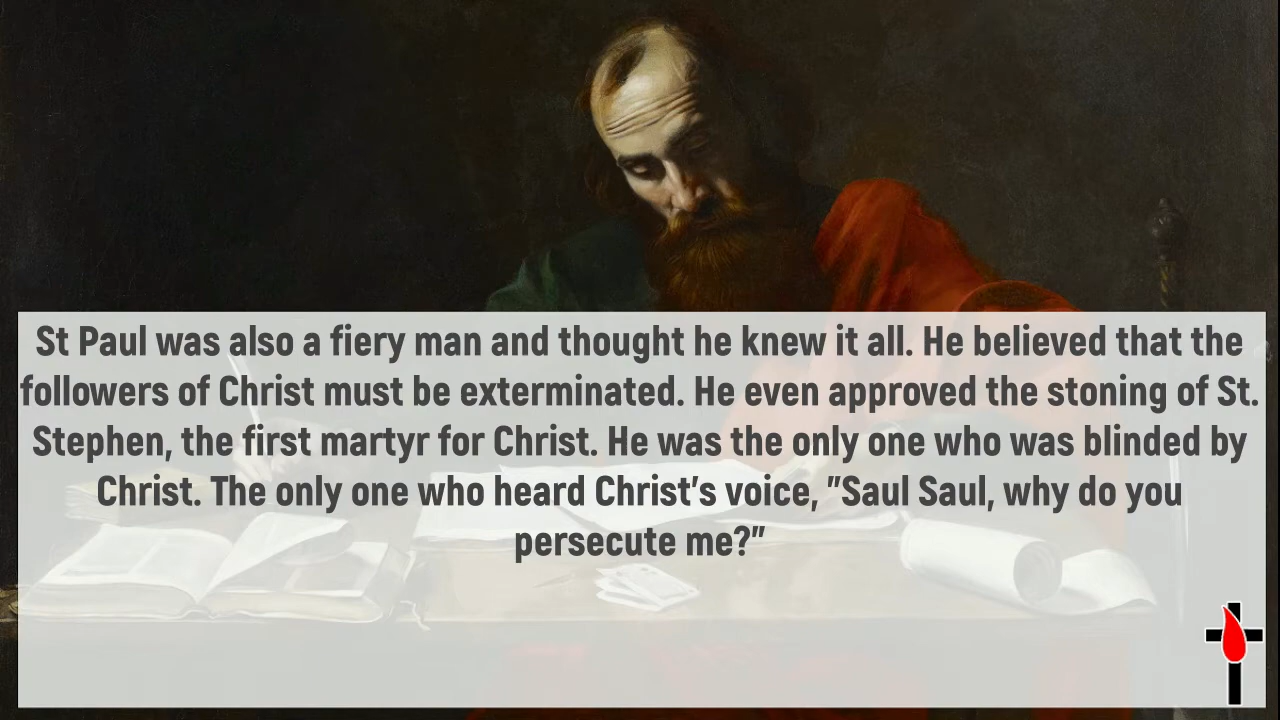 St Paul was also a fiery man and thought he knew it all. He believed that the
followers of Christ must be exterminated. He even approved the stoning of St.
Stephen, the first martyr for Christ. He was the only one who was blinded by
Christ. The only one who heard Christ's voice, "Saul Saul, why do you
persecute me?"